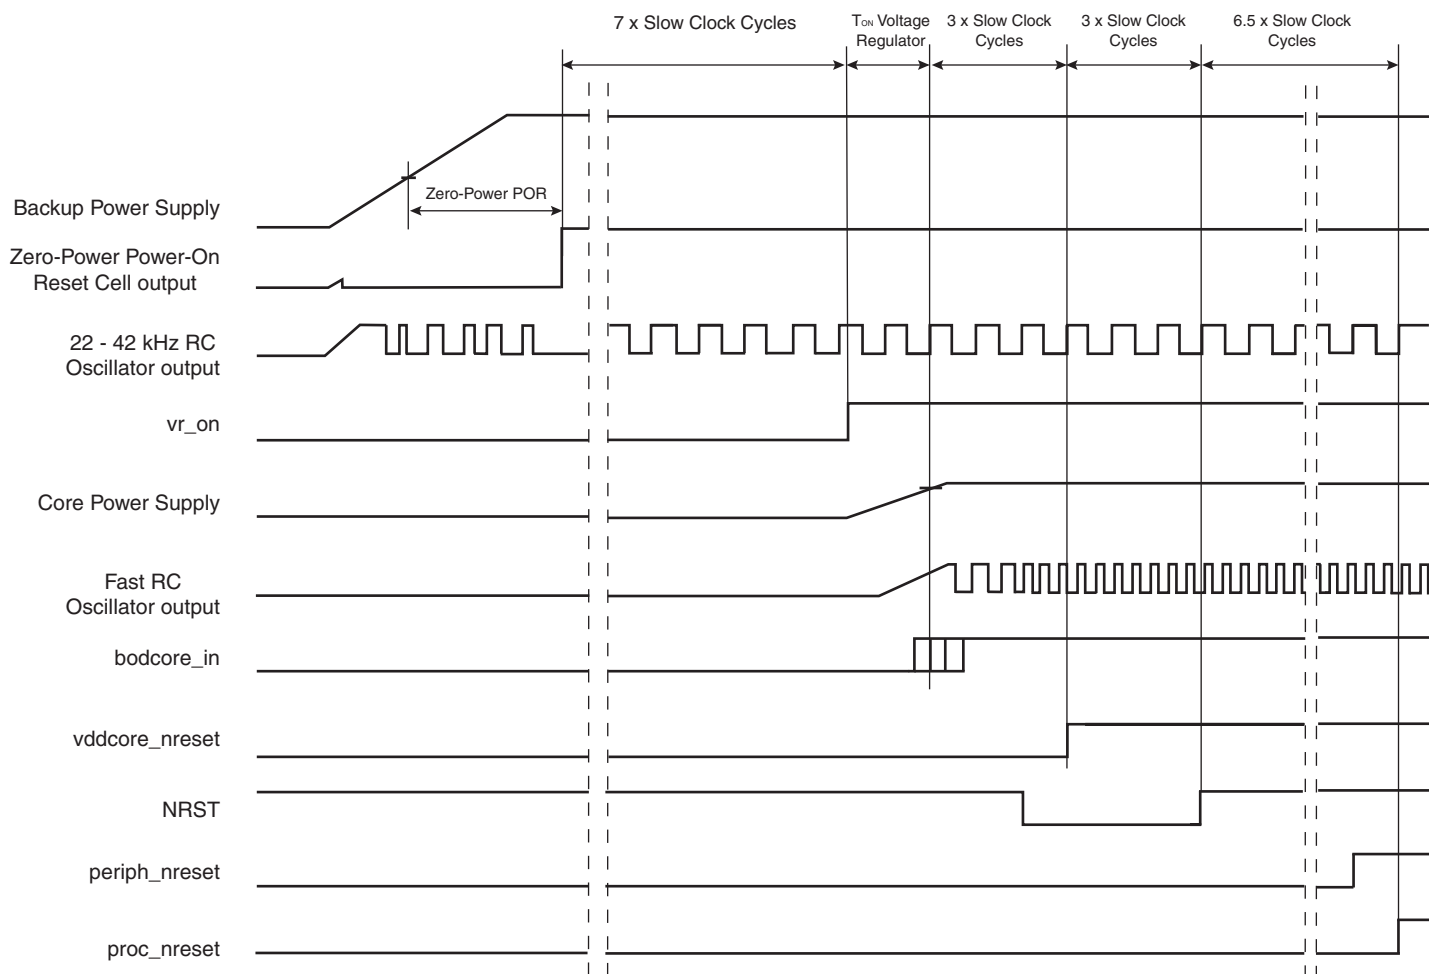 7 x Slow Clock Cycles
TON Voltage
Regulator
3 x Slow Clock
Cycles
3 x Slow Clock
Cycles
6.5 x Slow Clock
Cycles
Zero-Power POR
Backup Power Supply
Zero-Power Power-On
Reset Cell output
22 - 42 kHz RC
Oscillator output
vr_on
Core Power Supply
Fast RC
Oscillator output
bodcore_in
vddcore_nreset
NRST
periph_nreset
proc_nreset